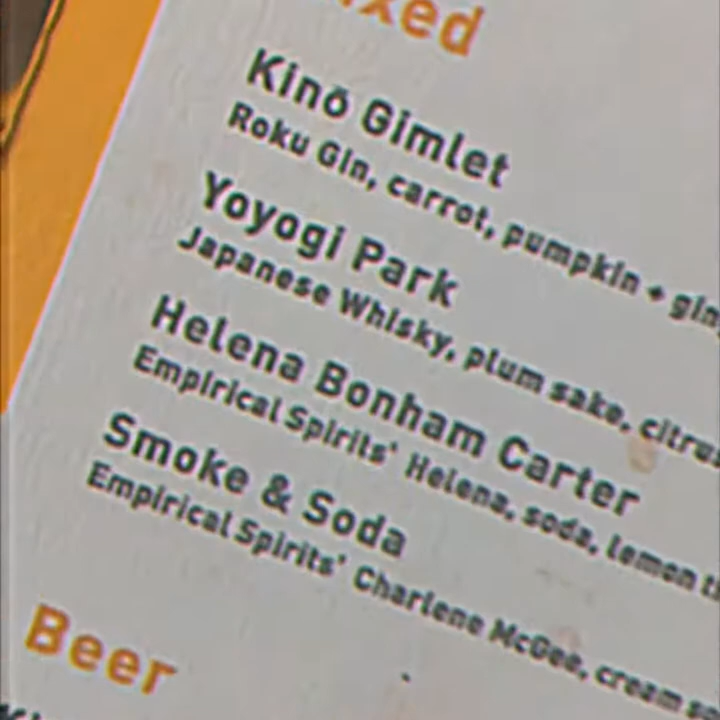 Kinō Gimlet
Roku Gin, carrot, pumpkin +
Yoyogi Park
Japanese Whisky, plum sake, citrus
Helena Bonham Carter
Empirical Spirits' Helena, soda, lemon
Smoke & Soda
Empirical Spirits' Charlene McGee, cream
Beer